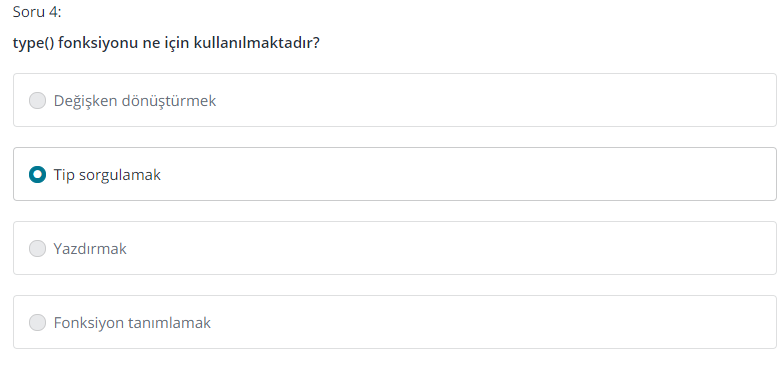 Soru 4:
type() fonksiyonu ne için kullanılmaktadır?
Değişken dönüştürmek
Tip sorgulamak
Yazdırmak
Fonksiyon tanımlamak